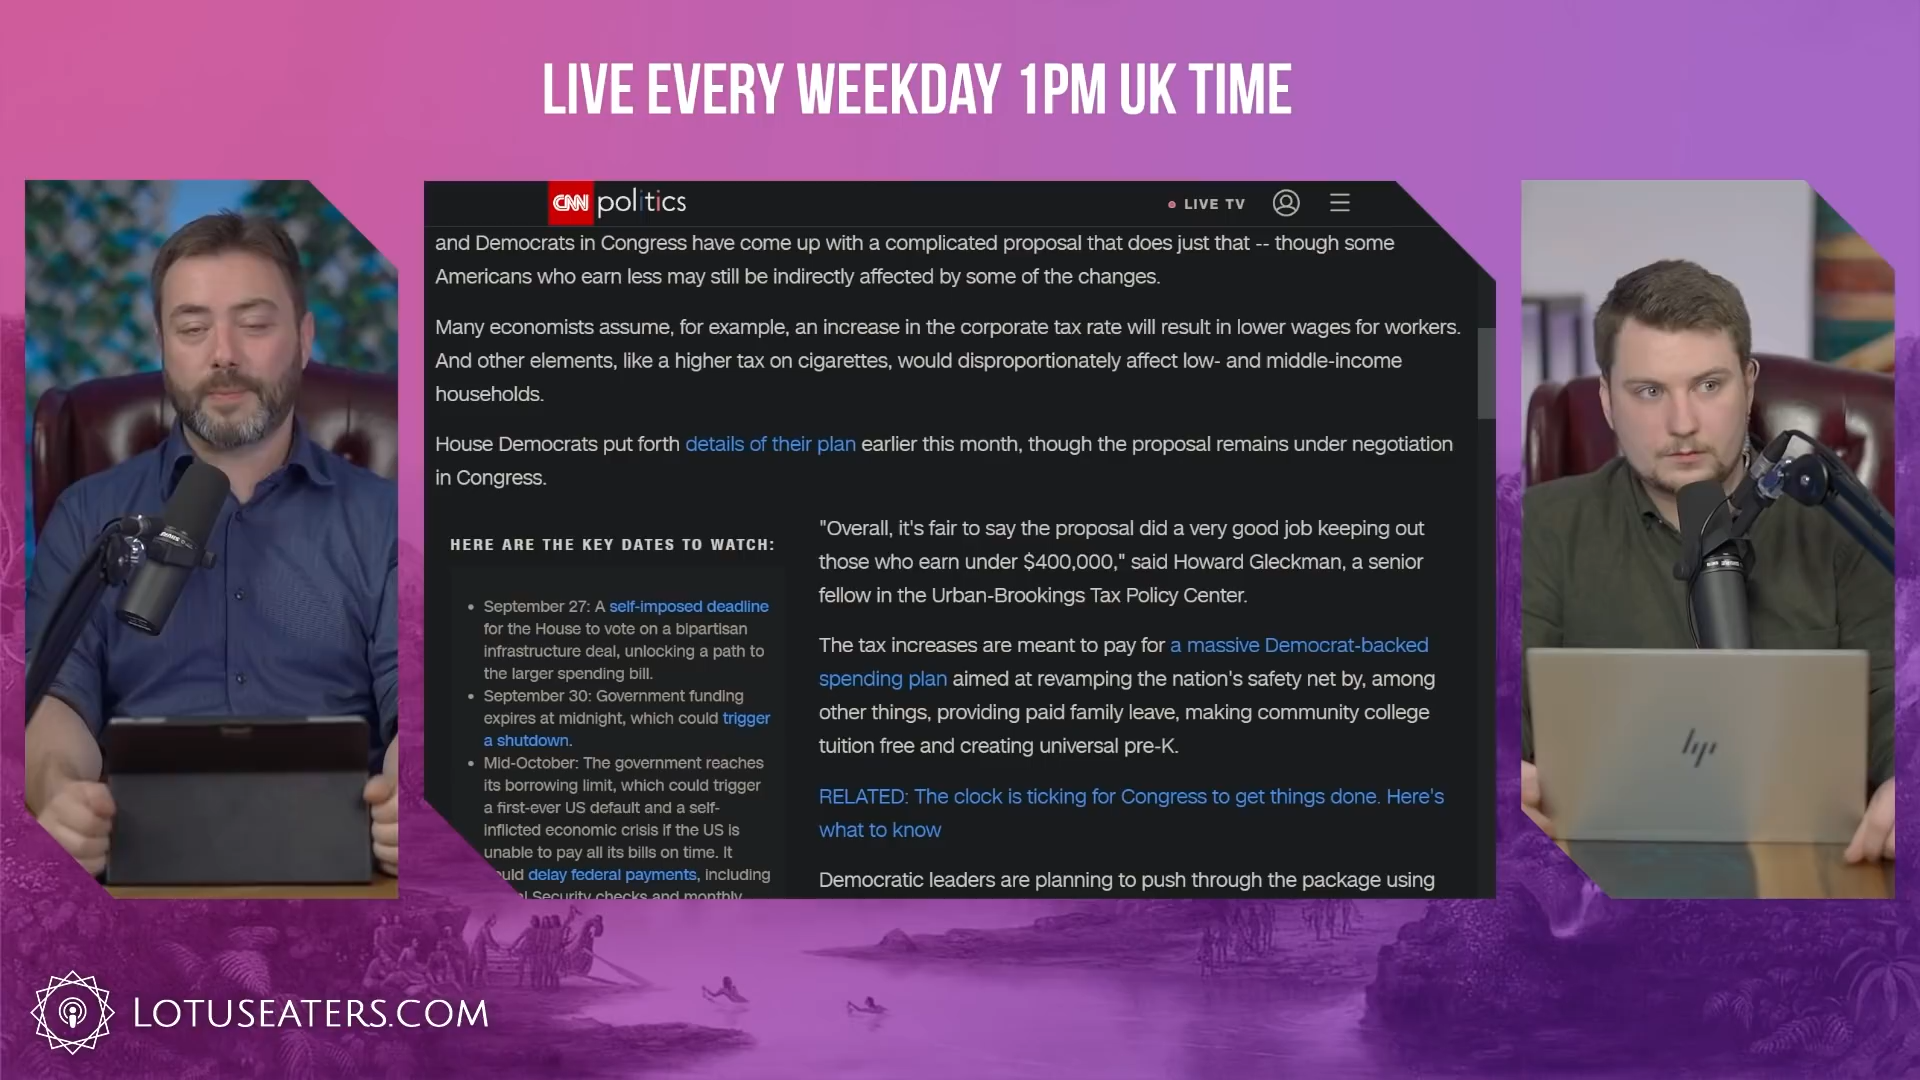 LIVE EVERY WEEKDAY 1PM UK TIME
CNN politics
LIVE TV
and Democrats in Congress have come up with a complicated proposal that does just that -- though some
Americans who earn less may still be indirectly affected by some of the changes.
Many economists assume, for example, an increase in the corporate tax rate will result in lower wages for workers.
And other elements, like a higher tax on cigarettes, would disproportionately affect low- and middle-income
households.
House Democrats put forth details of their plan earlier this month, though the proposal remains under negotiation
in Congress.
HERE ARE THE KEY DATES TO WATCH:
• September 27: A self-imposed deadline
for the House to vote on a bipartisan
infrastructure deal, unlocking a path to
the larger spending bill.
• September 30: Government funding
expires at midnight, which could trigger
a shutdown.
• Mid-October: The government reaches
its borrowing limit, which could trigger
a first-ever US default and a self-
inflicted economic crisis if the US is
unable to pay all its bills on time. It
delay federal payments, including
Security checks and monthly
"Overall, it's fair to say the proposal did a very good job keeping out
those who earn under $400,000," said Howard Gleckman, a senior
fellow in the Urban-Brookings Tax Policy Center.
The tax increases are meant to pay for a massive Democrat-backed
spending plan aimed at revamping the nation's safety net by, among
other things, providing paid family leave, making community college
tuition free and creating universal pre-K.
RELATED: The clock is ticking for Congress to get things done. Here's
what to know
Democratic leaders are planning to push through the package using
hp
LOTUSEATERS.COM